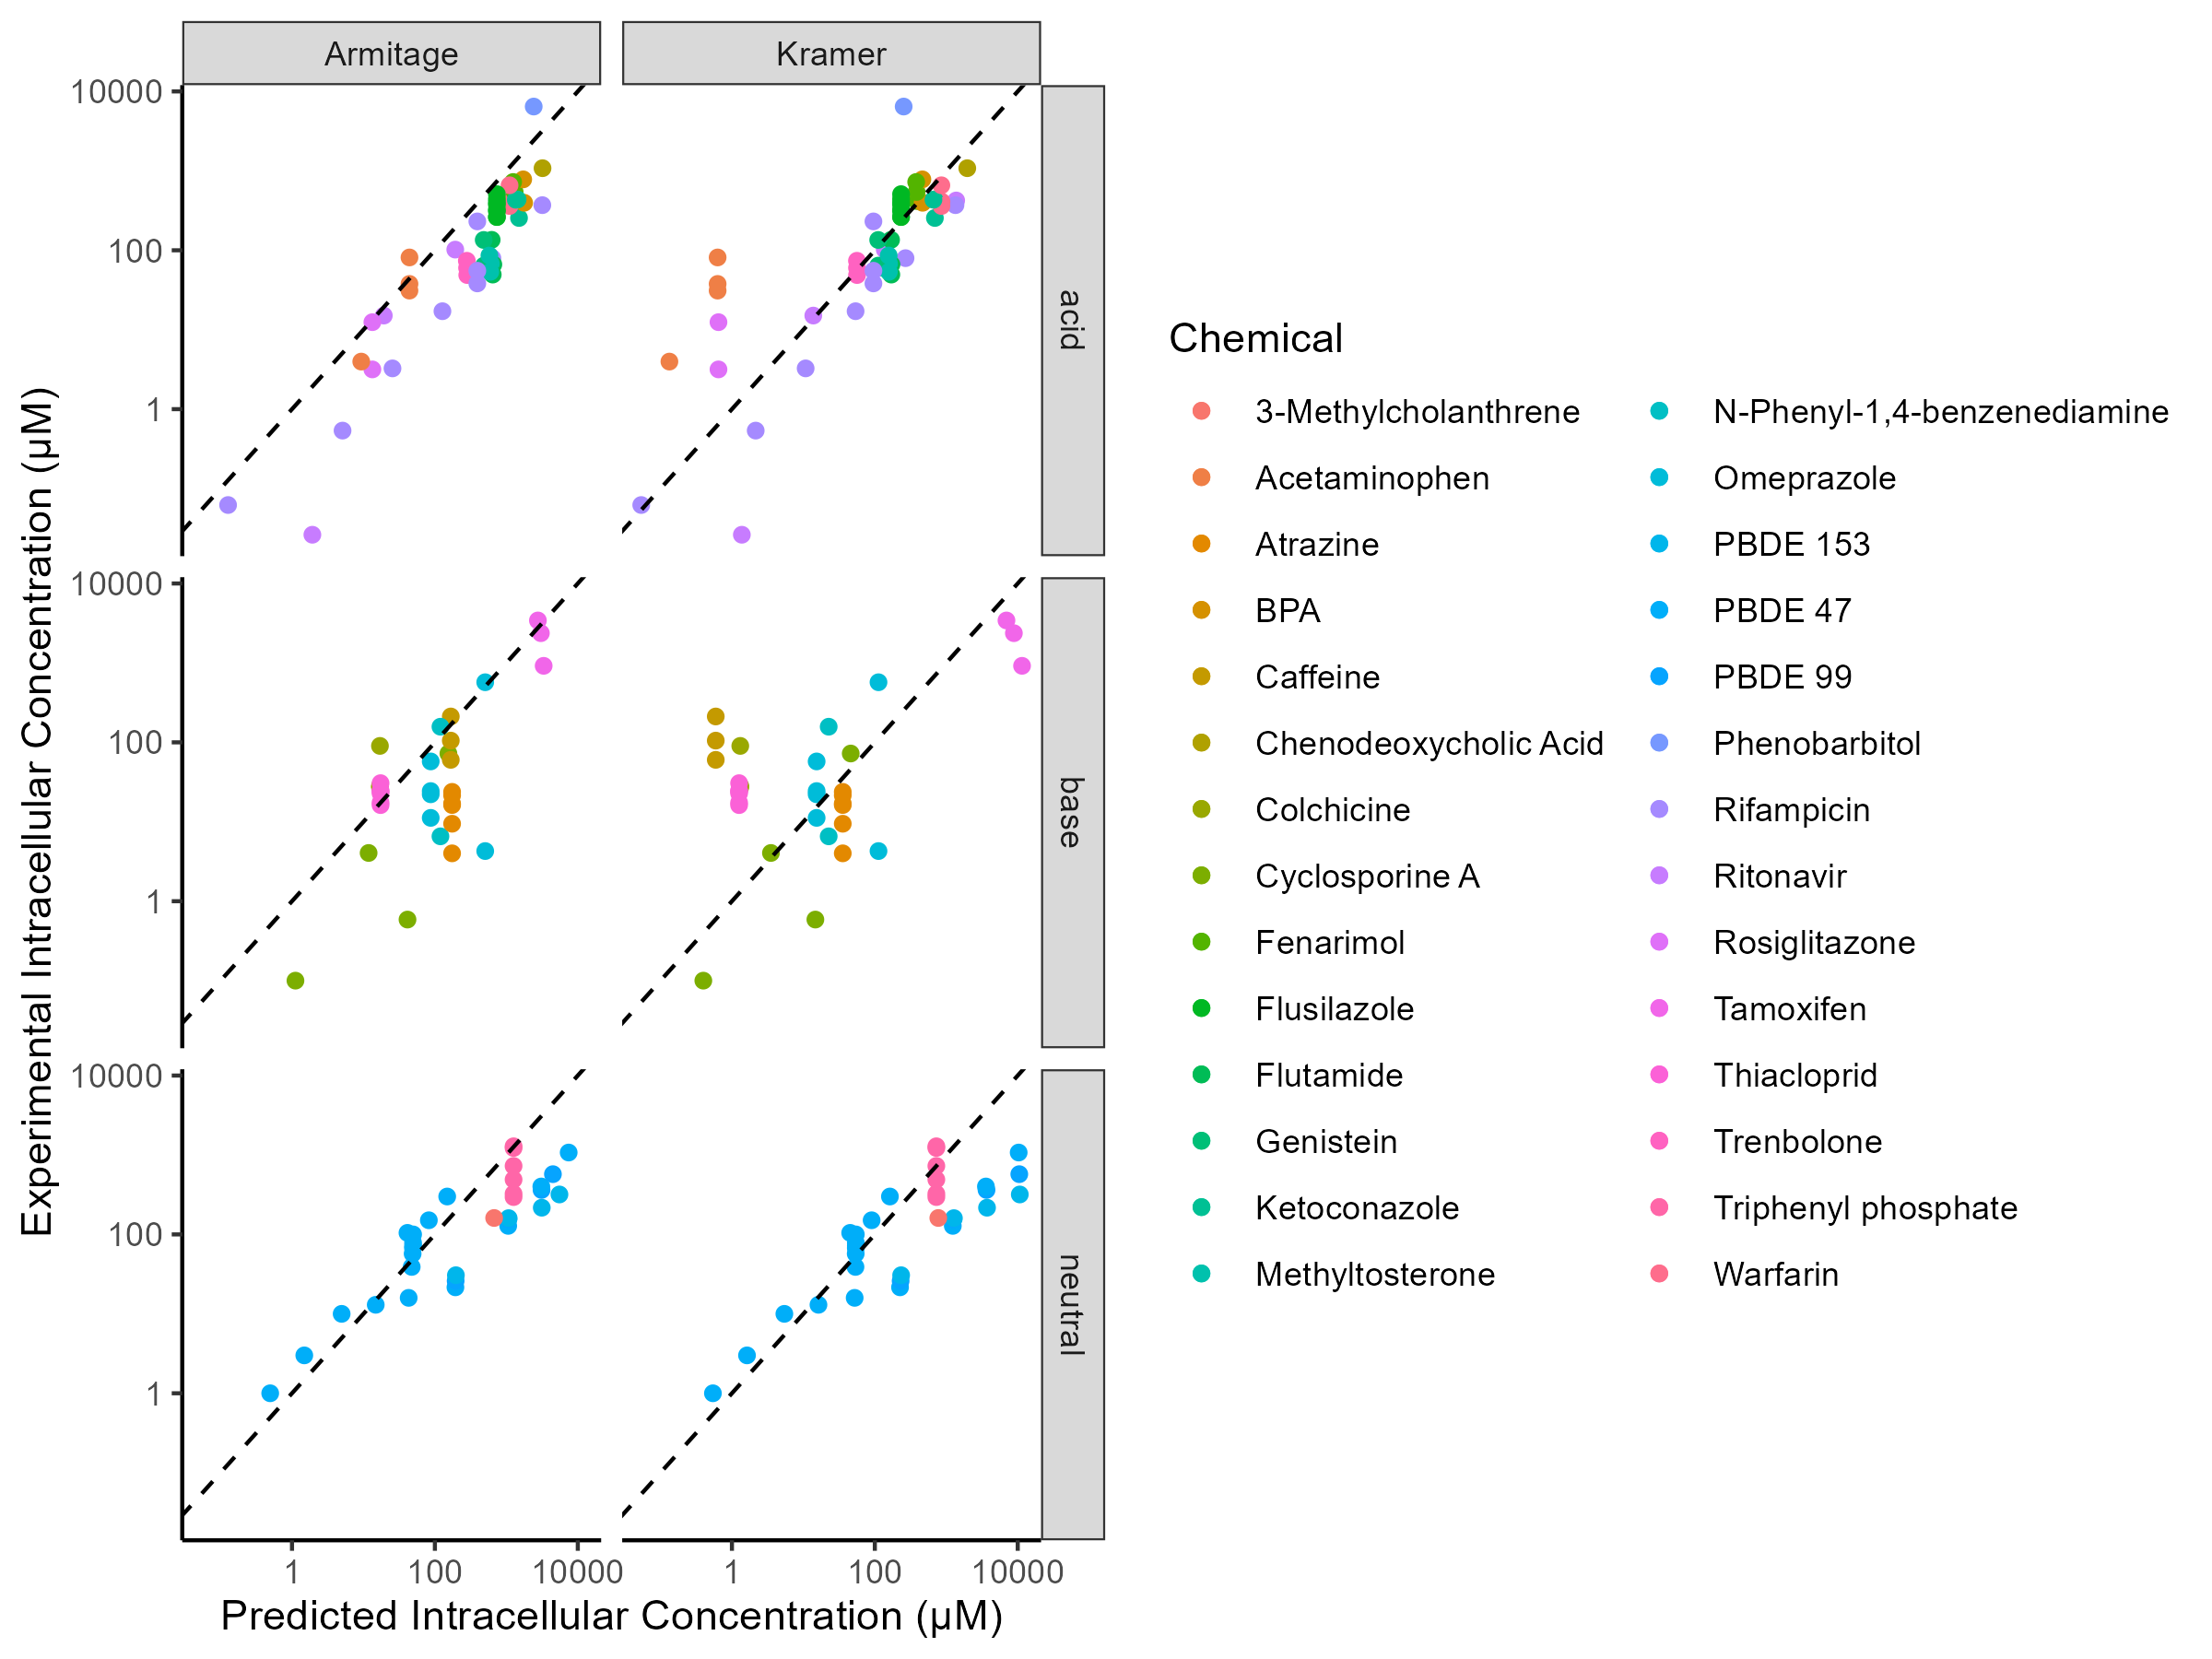 Armitage
Kramer
10000
100
1
acid
10000
100
1
base
10000
100
1
neutral
1
100
10000
1
100
10000
Predicted Intracellular Concentration (µM)
Experimental Intracellular Concentration (µM)
Chemical
3-Methylcholanthrene
Acetaminophen
Atrazine
BPA
Caffeine
Chenodeoxycholic Acid
Colchicine
Cyclosporine A
Fenarimol
Flusilazole
Flutamide
Genistein
Ketoconazole
Methyltosterone
N-Phenyl-1,4-benzenediamine
Omeprazole
PBDE 153
PBDE 47
PBDE 99
Phenobarbitol
Rifampicin
Ritonavir
Rosiglitazone
Tamoxifen
Thiacloprid
Trenbolone
Triphenyl phosphate
Warfarin